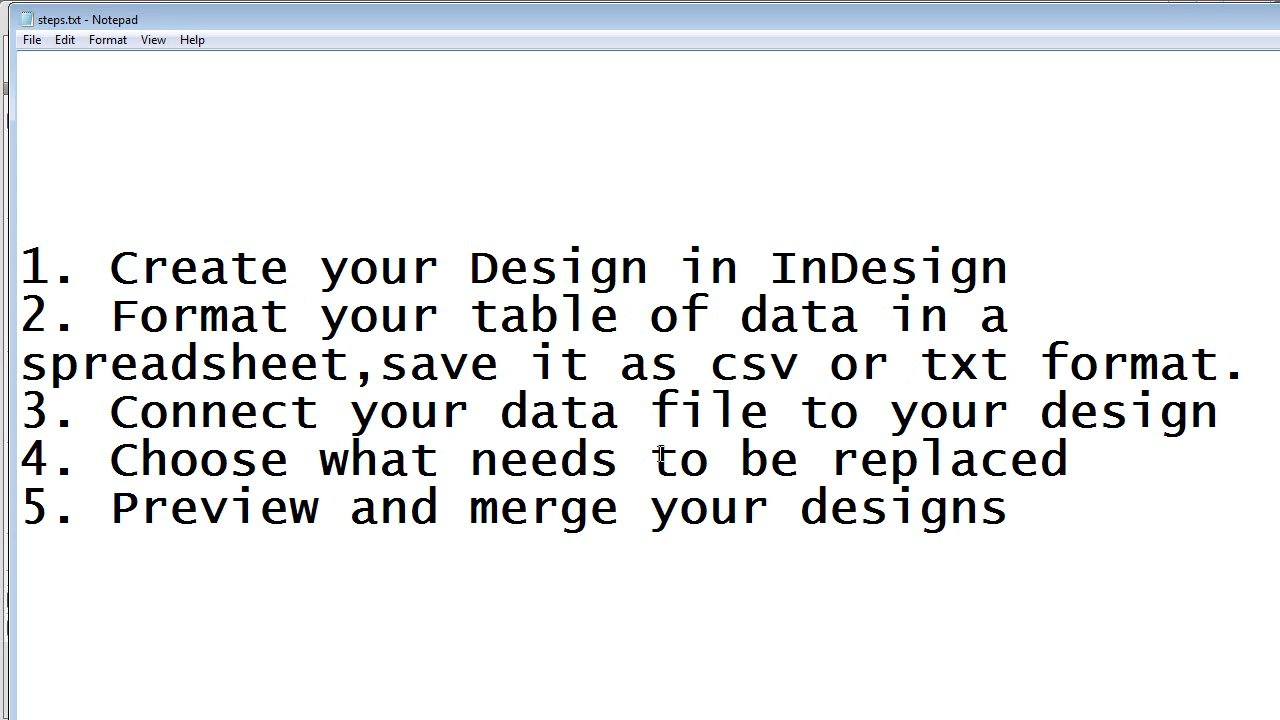 steps.txt - Notepad
File Edit Format View Help
1. Create your Design in InDesign
2. Format your table of data in a
spreadsheet,save it as csv or txt format.
3. Connect your data file to your design
4. Choose what needs to be replaced
5. Preview and merge your designs